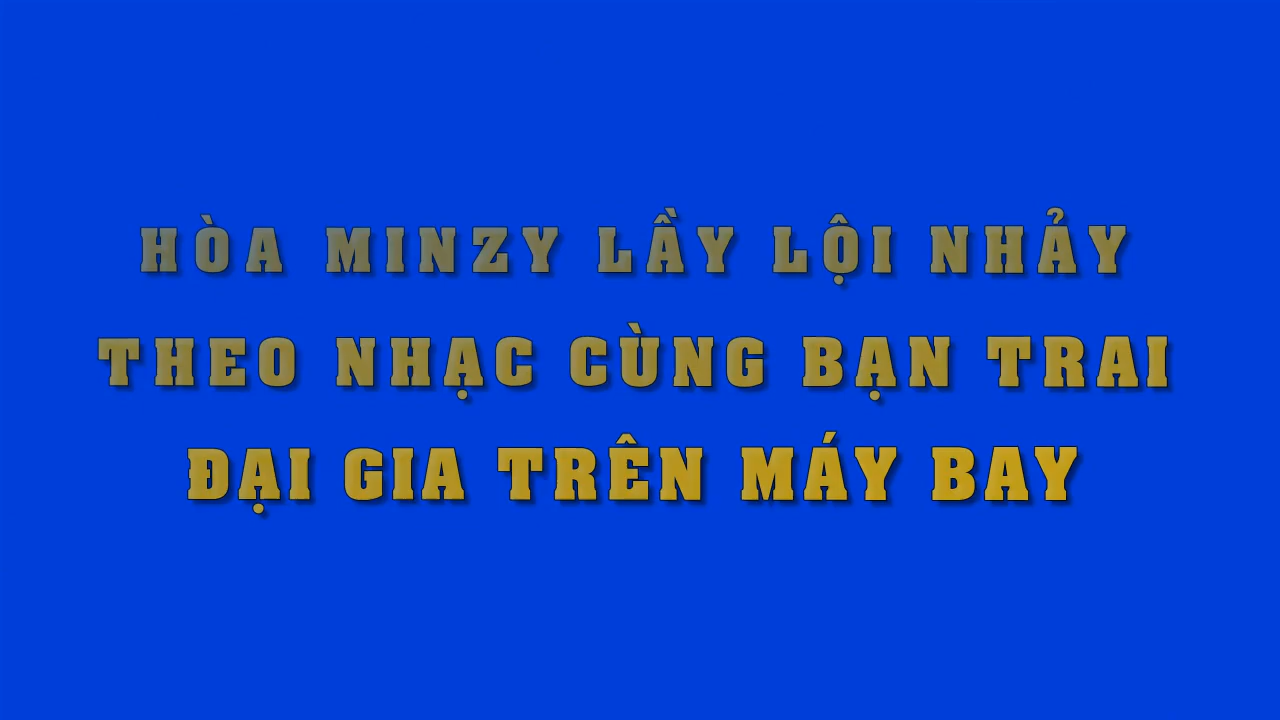 HÒA MINZY LẦY LỘI NHẢY
THEO NHẠC CÙNG BẠN TRAI
ĐẠI GIA TRÊN MÁY BAY